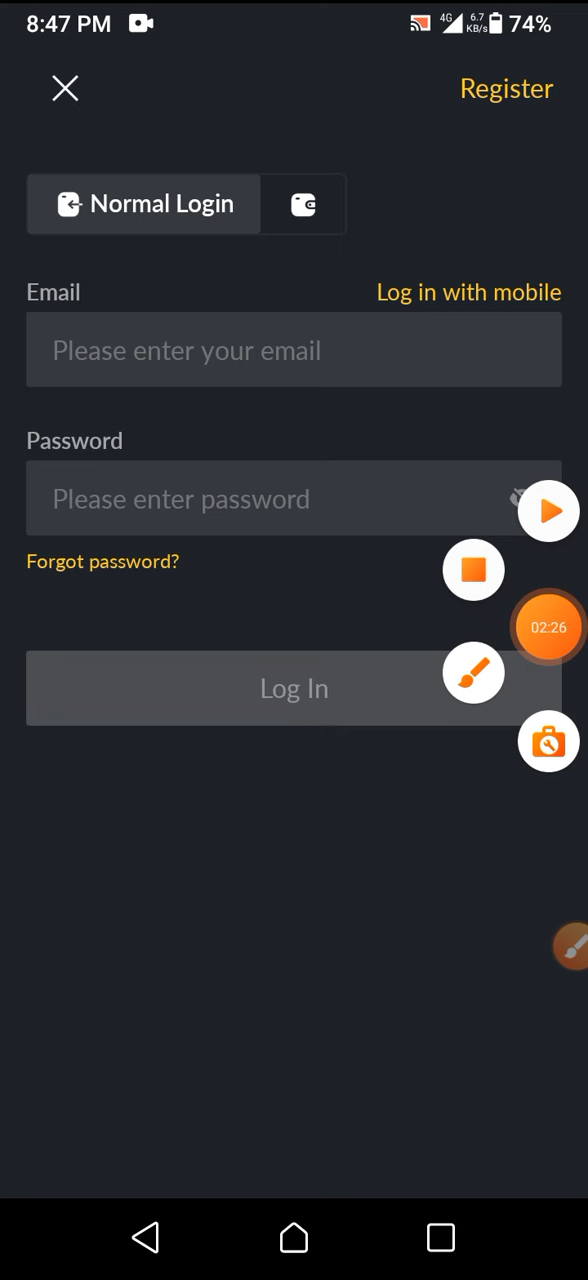 8:47 PM 4G 6.7 KB/s 74%
Register
Normal Login
Email Log in with mobile
Please enter your email
Password
Please enter password
Forgot password?
02:26
Log In